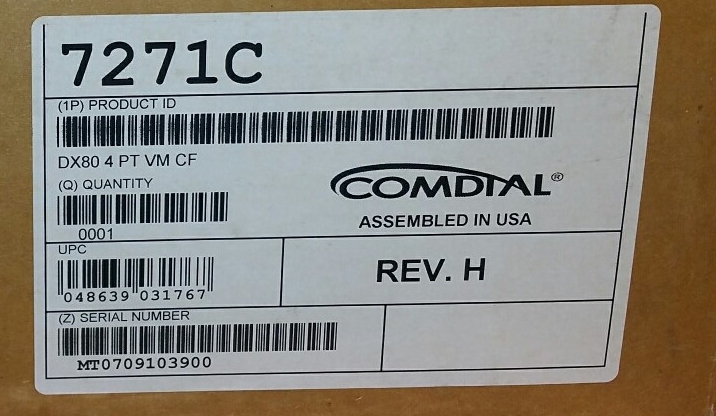 7271C
(1P) PRODUCT ID
DX80 4 PT VM CF
(Q) QUANTITY
0001
COMDIAL®
ASSEMBLED IN USA
UPC
048639 031767
REV. H
(Z) SERIAL NUMBER
MT0709103900